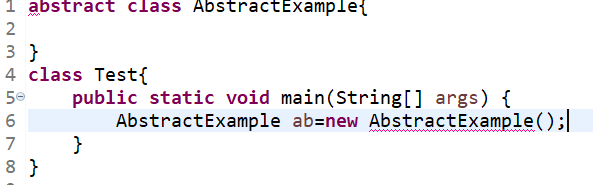 1 abstract class AbstractExample{
2
3 }
4 class Test{
5 public static void main(String[] args) {
6 AbstractExample ab=new AbstractExample();
7 }
8 }